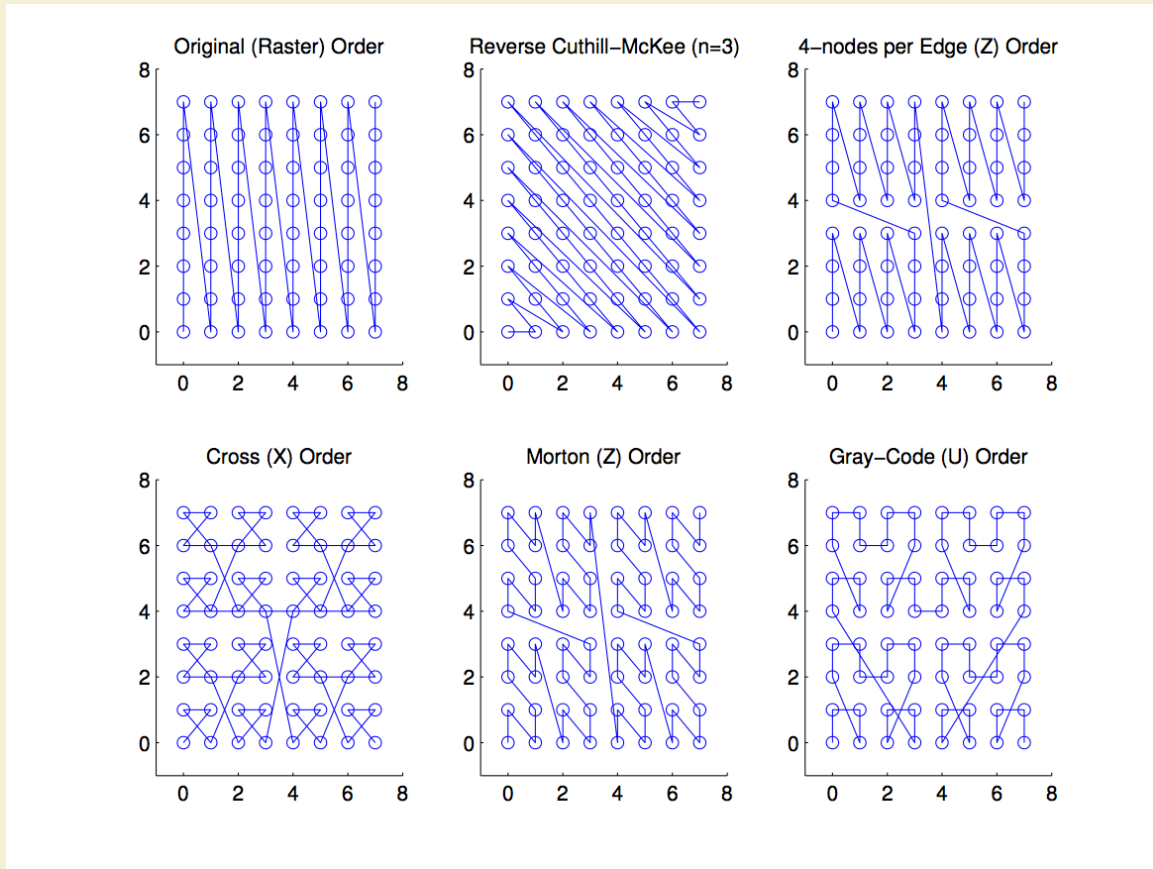 Original (Raster) Order
8
6
4
2
0
0 2 4 6 8
Reverse Cuthill−McKee (n=3)
8
6
4
2
0
0 2 4 6 8
4−nodes per Edge (Z) Order
8
6
4
2
0
0 2 4 6 8
Cross (X) Order
8
6
4
2
0
0 2 4 6 8
Morton (Z) Order
8
6
4
2
0
0 2 4 6 8
Gray−Code (U) Order
8
6
4
2
0
0 2 4 6 8